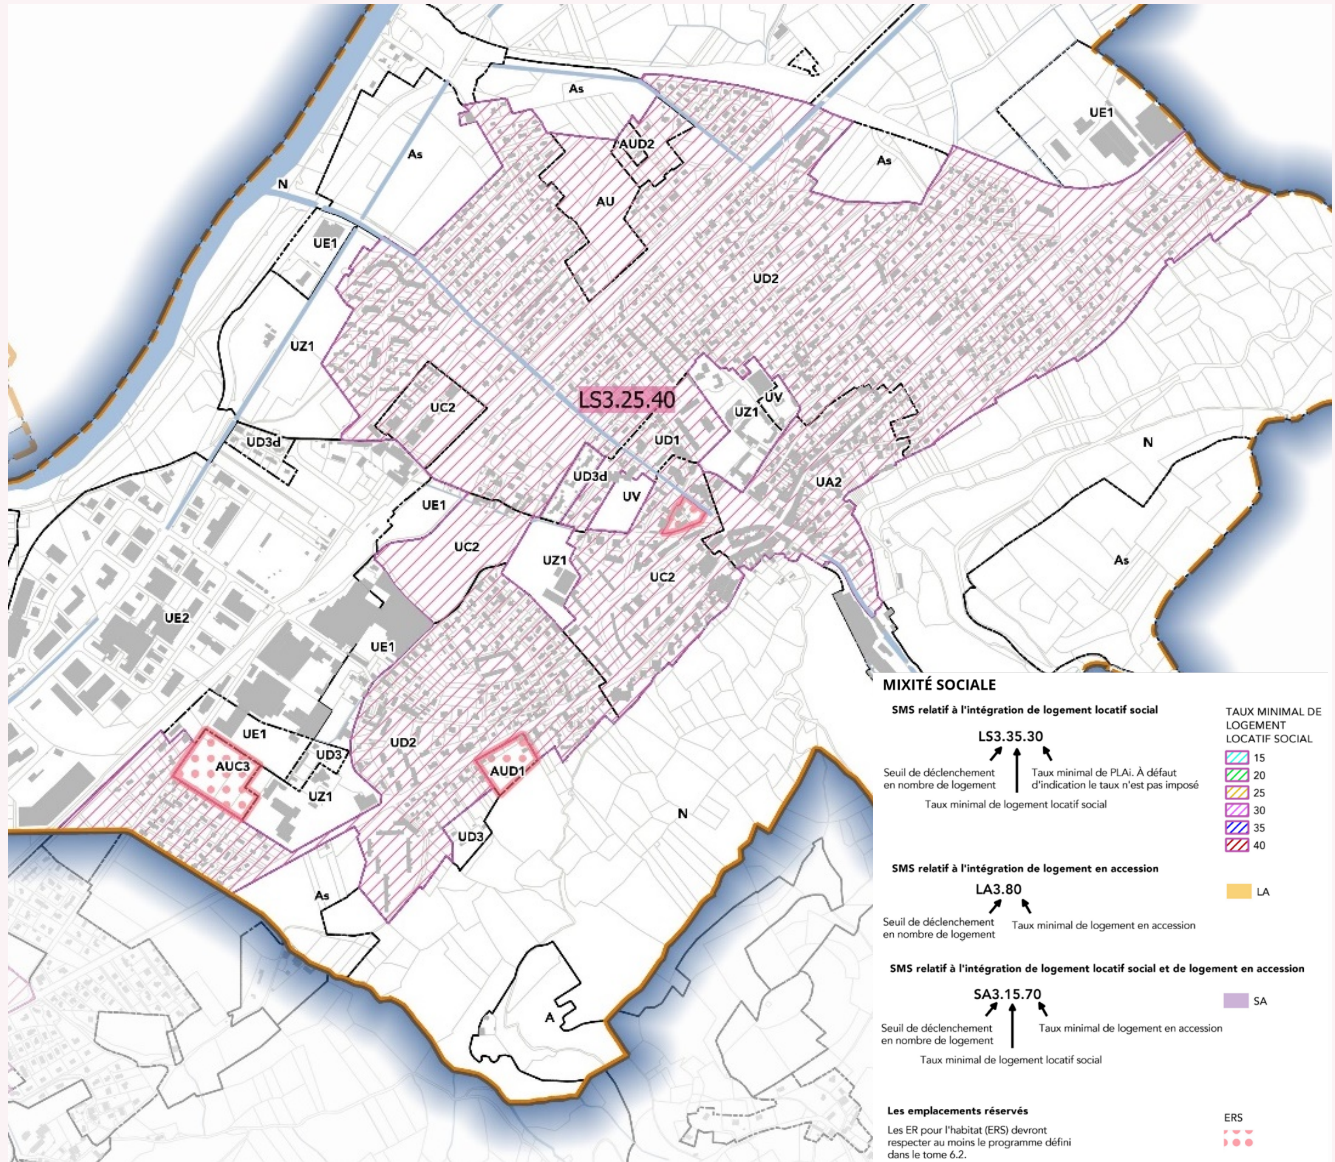 As
UE1
AUD2
As
As
N
AU
UE1
UD2
UZ1
LS3.25.40
UV
UC2
UZ1
UD1
UD3d
N
UD3d
UA2
UV
UE1
UC2
UZ1
As
UC2
UE2
UE1
UE1
UD2
UD3
AUC3
AUD1
UZ1
N
UD3
As
A
MIXITÉ SOCIALE
SMS relatif à l'intégration de logement locatif social
LS3.35.30
Seuil de déclenchement
en nombre de logement
Taux minimal de PLAi. À défaut
d'indication le taux n'est pas imposé
Taux minimal de logement locatif social
TAUX MINIMAL DE
LOGEMENT
LOCATIF SOCIAL
15
20
25
30
35
40
SMS relatif à l'intégration de logement en accession
LA3.80
Seuil de déclenchement
en nombre de logement
Taux minimal de logement en accession
LA
SMS relatif à l'intégration de logement locatif social et de logement en accession
SA3.15.70
Seuil de déclenchement
en nombre de logement
Taux minimal de logement en accession
Taux minimal de logement locatif social
SA
Les emplacements réservés
Les ER pour l'habitat (ERS) devront
respecter au moins le programme défini
dans le tome 6.2.
ERS